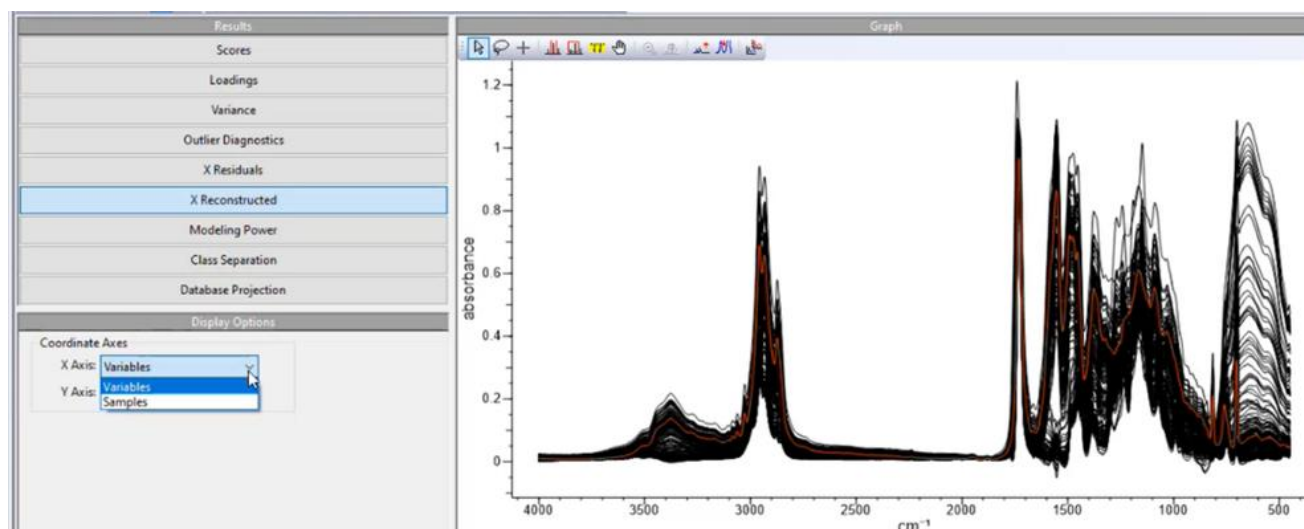 Results
Graph
Scores
Loadings
Variance
Outlier Diagnostics
X Residuals
X Reconstructed
Modeling Power
Class Separation
Database Projection
Display Options
Coordinate Axes
X Axis: Variables
Variables
Y Axis:
Samples
absorbance
1.2
1
0.8
0.6
0.4
0.2
0
4000 3500 3000 2500 2000 1500 1000 500
cm⁻¹